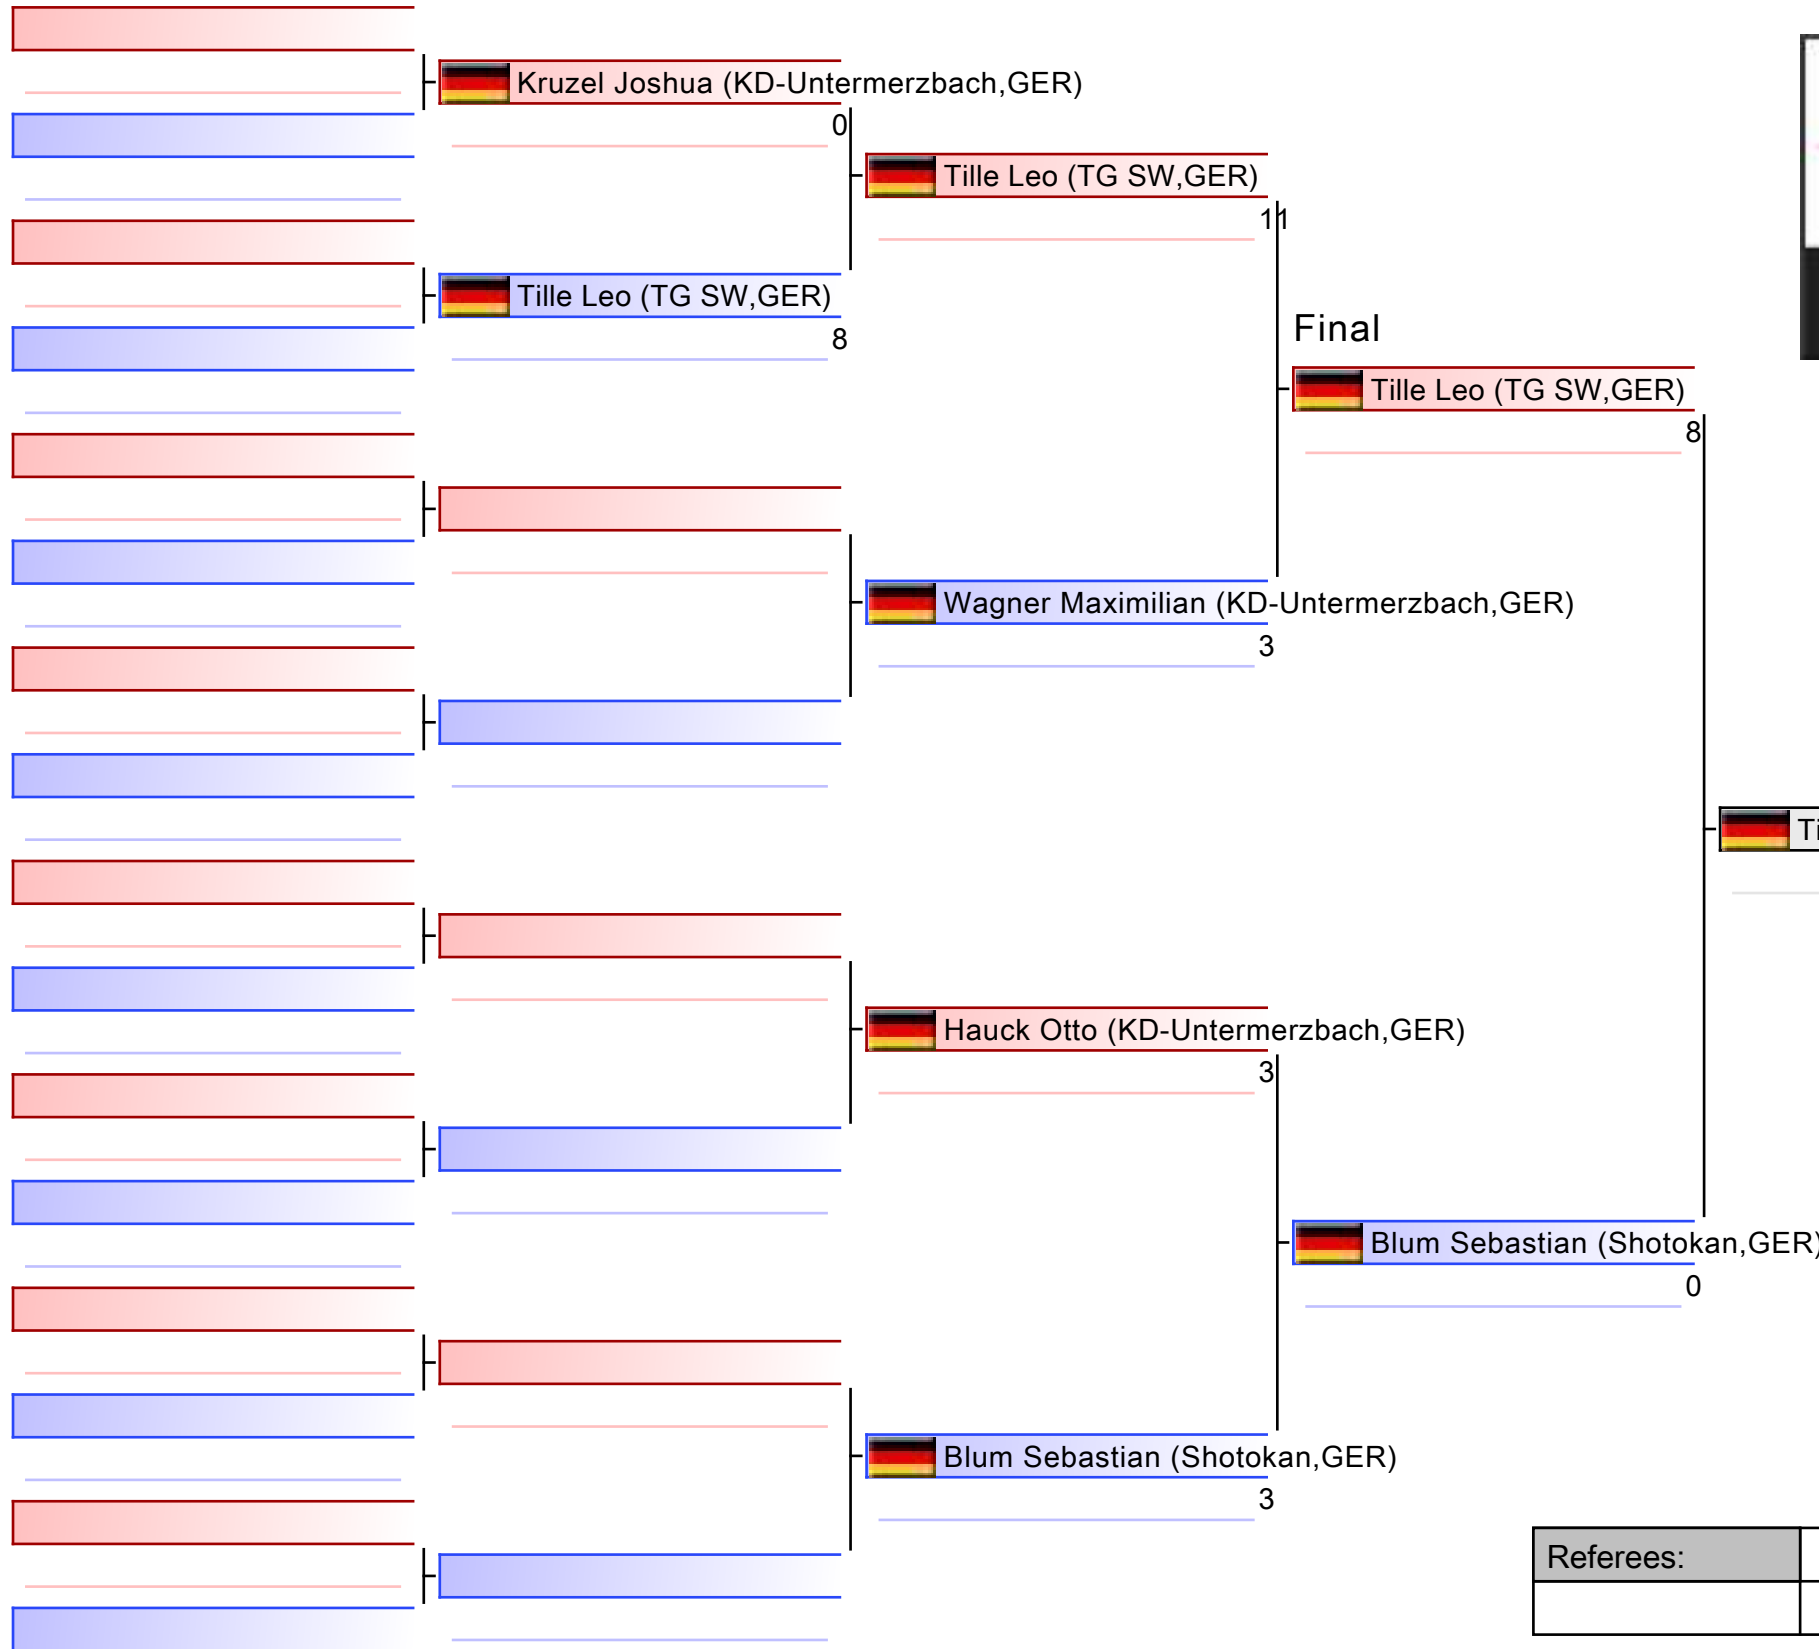 Kruzel Joshua (KD-Untermerzbach,GER)
0
Tille Leo (TG SW,GER)
11
Tille Leo (TG SW,GER)
8
Final
Tille Leo (TG SW,GER)
8
Wagner Maximilian (KD-Untermerzbach,GER)
3
Hauck Otto (KD-Untermerzbach,GER)
3
Blum Sebastian (Shotokan,GER)
0
Blum Sebastian (Shotokan,GER)
3
Referees: